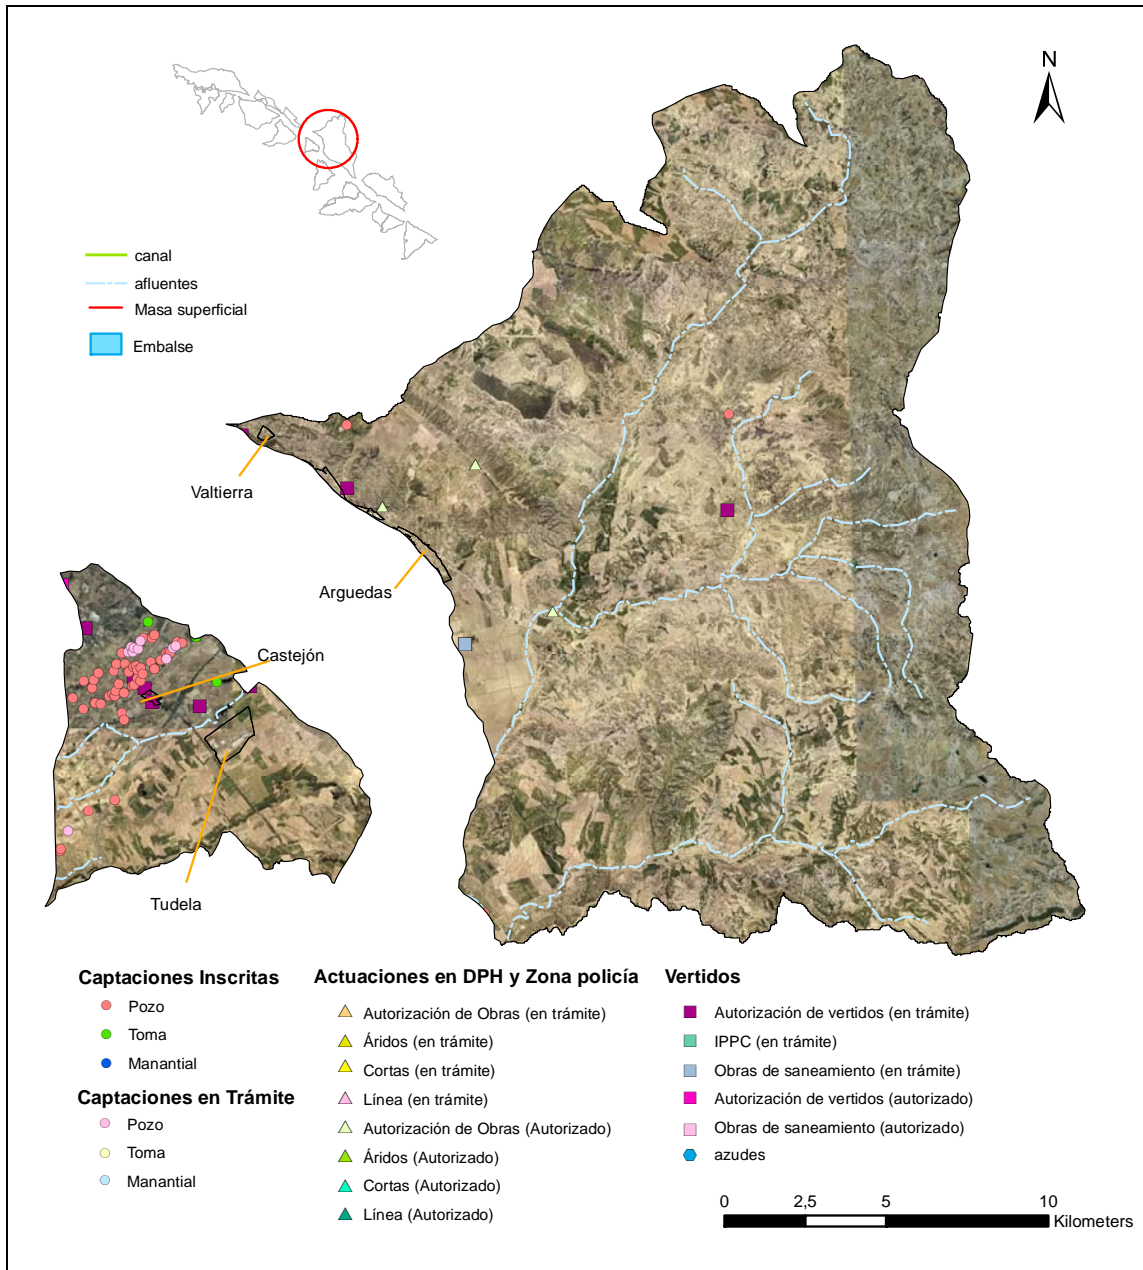 N
canal
afluentes
Masa superficial
Embalse
Valtierra
Arguedas
Castejón
Tudela
Captaciones Inscritas
Pozo
Toma
Manantial
Captaciones en Trámite
Pozo
Toma
Manantial
Actuaciones en DPH y Zona policía
Autorización de Obras (en trámite)
Áridos (en trámite)
Cortas (en trámite)
Línea (en trámite)
Autorización de Obras (Autorizado)
Áridos (Autorizado)
Cortas (Autorizado)
Línea (Autorizado)
Vertidos
Autorización de vertidos (en trámite)
IPPC (en trámite)
Obras de saneamiento (en trámite)
Autorización de vertidos (autorizado)
Obras de saneamiento (autorizado)
azudes
0 2,5 5 10
Kilometers